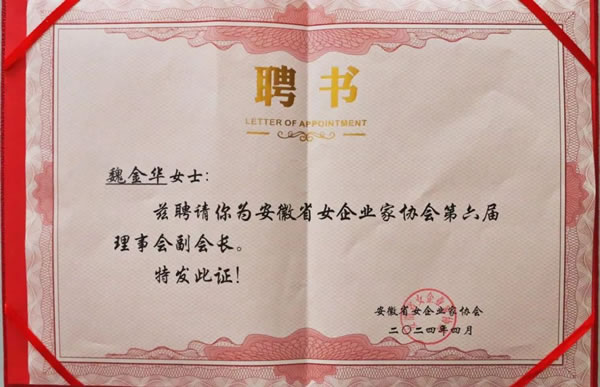 聘书
LETTER OF APPOINTMENT
魏金华女士:
兹聘请你为安徽省女企业家协会第六届
理事会副会长。
特发此证!
安徽省女企业家协会
二〇二四年四月